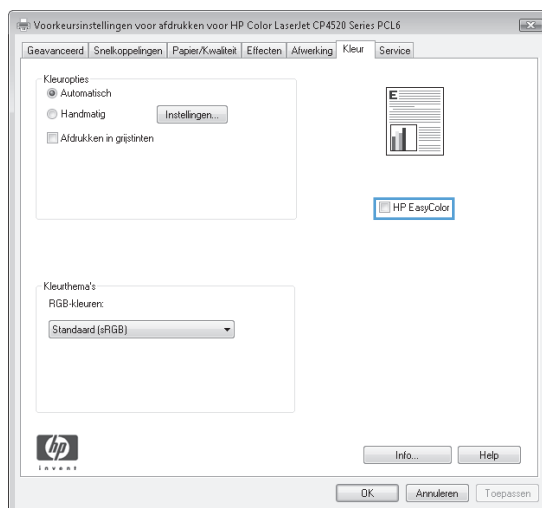 Voorkeursinstellingen voor afdrukken voor HP Color LaserJet CP4520 Series PCL6
Geavanceerd Snelkoppelingen Papier/Kwaliteit Effecten Afwerking Kleur Service
Kleuropties
Automatisch
Handmatig Instellingen...
Afdrukken in grijstinten
E
HP EasyColor
Kleurthema's
RGB-kleuren:
Standaard (sRGB)
hp
invent
Info... Help
OK Annuleren Toepassen